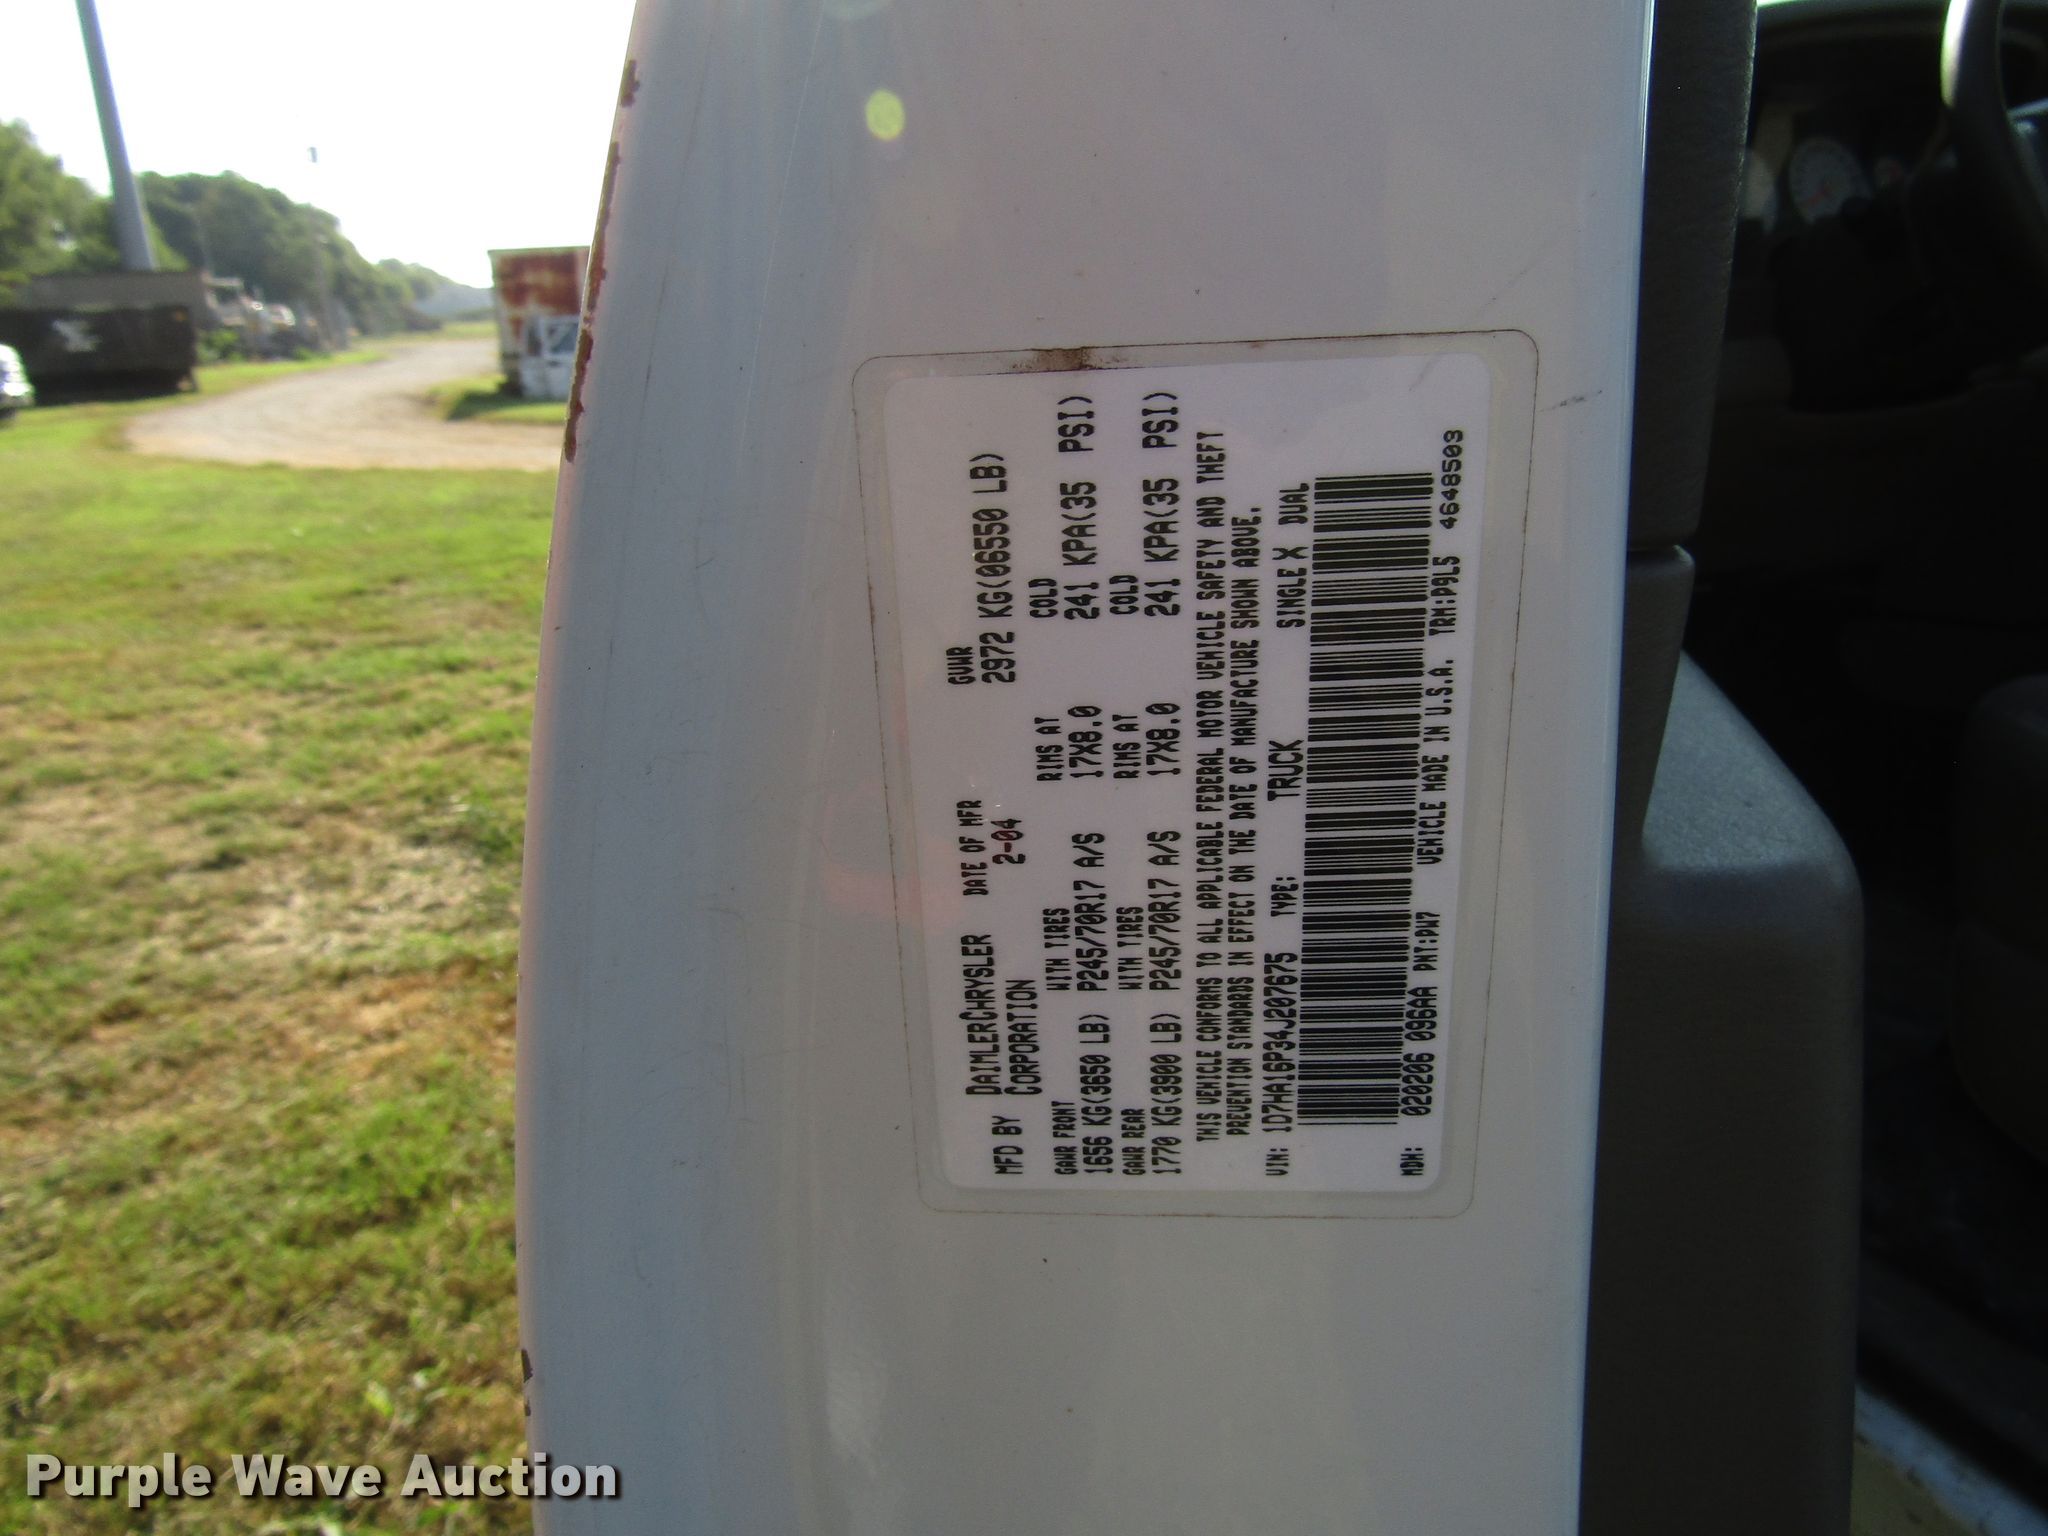 MFD BY DAIMLERCHRYSLER CORPORATION DATE OF MFR 2-04 GVWR 2972 KG(06550 LB)
GAWR FRONT WITH TIRES RIMS AT COLD
1656 KG(3650 LB) P245/70R17 A/S 17X8.0 241 KPA(35 PSI)
GAWR REAR WITH TIRES RIMS AT COLD
1770 KG(3900 LB) P245/70R17 A/S 17X8.0 241 KPA(35 PSI)
THIS VEHICLE CONFORMS TO ALL APPLICABLE FEDERAL MOTOR VEHICLE SAFETY AND THEFT
PREVENTION STANDARDS IN EFFECT ON THE DATE OF MANUFACTURE SHOWN ABOVE.
VIN: 1D7HA16P34J207675 TYPE: TRUCK SINGLE X DUAL
MDH: 020206 096AA PNT:PW7 VEHICLE MADE IN U.S.A. TRM:P9L5 46485O3
Purple Wave Auction